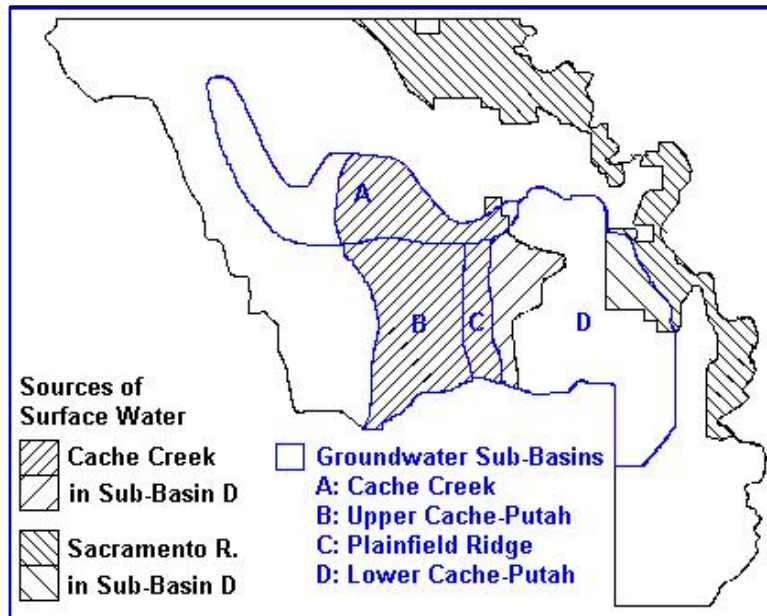 A
B
C
D
Sources of
Surface Water
Cache Creek
in Sub-Basin D
Sacramento R.
in Sub-Basin D
Groundwater Sub-Basins
A: Cache Creek
B: Upper Cache-Putah
C: Plainfield Ridge
D: Lower Cache-Putah